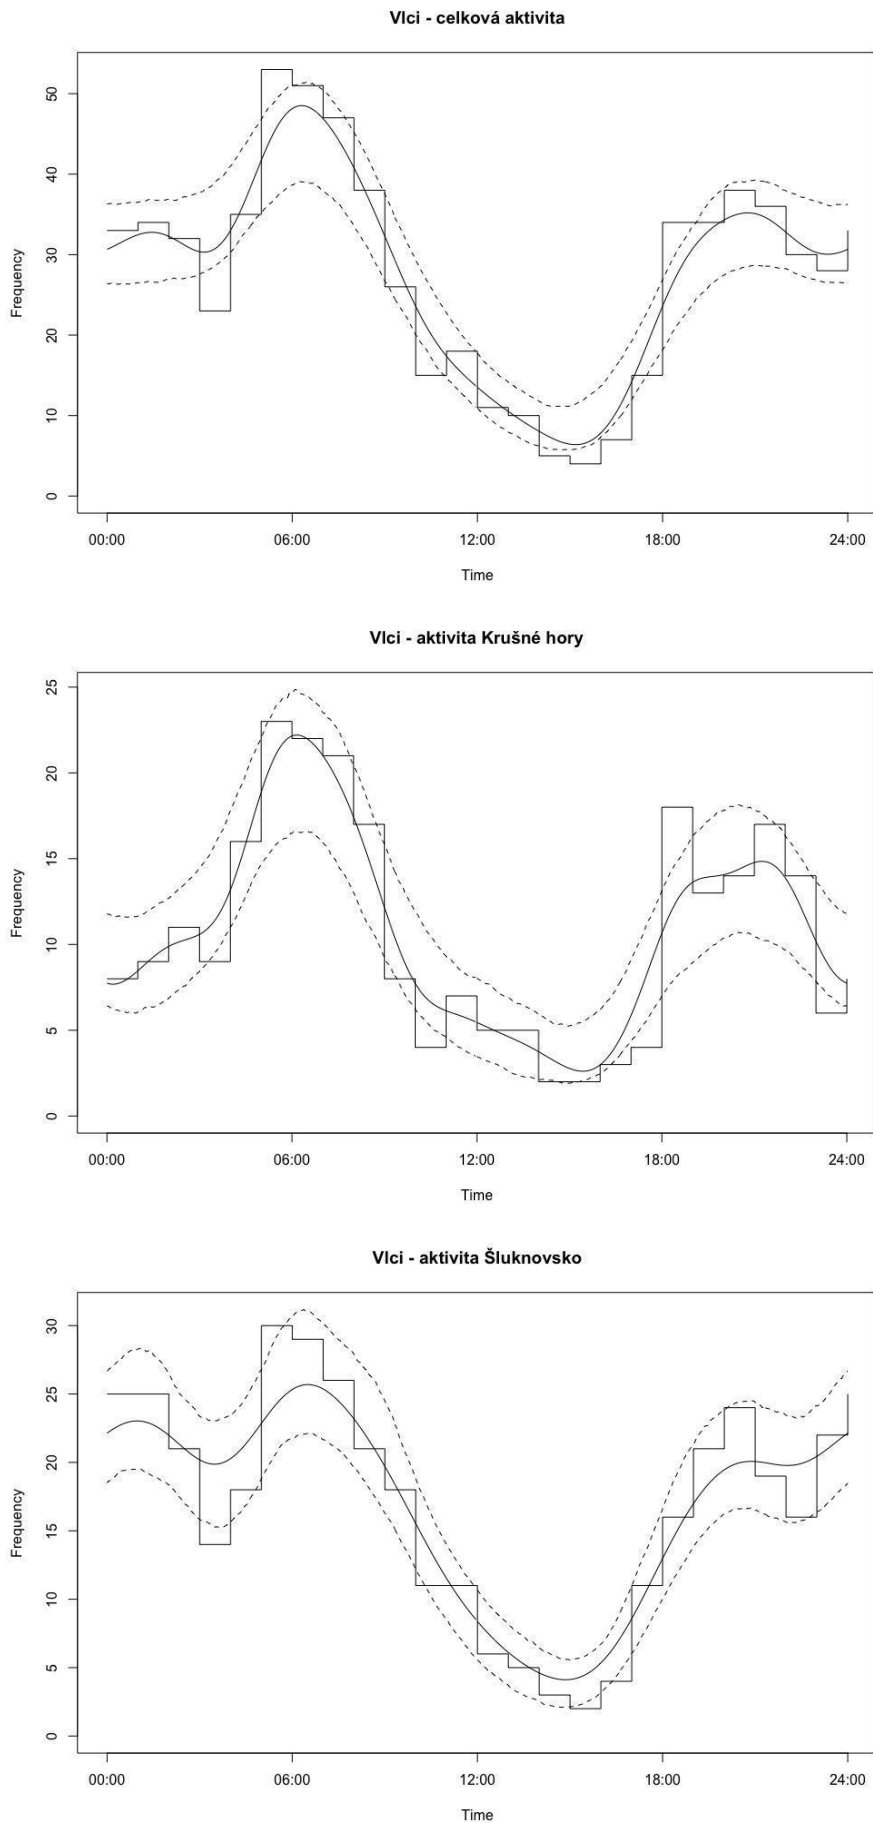 Vlci - celková aktivita
50
40
30
20
10
0
Frequency
00:00 06:00 12:00 18:00 24:00
Time
Vlci - aktivita Krušné hory
25
20
15
10
5
0
Frequency
00:00 06:00 12:00 18:00 24:00
Time
Vlci - aktivita Šluknovsko
30
25
20
15
10
5
0
Frequency
00:00 06:00 12:00 18:00 24:00
Time